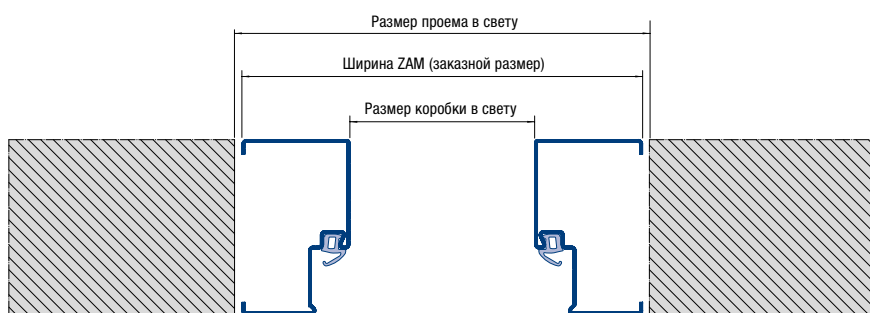 Размер проема в свету
Ширина ZAM (заказной размер)
Размер коробки в свету